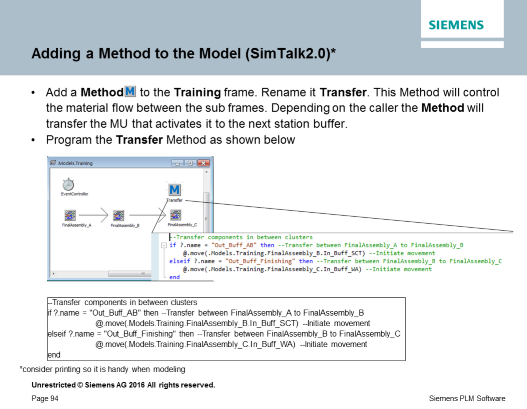 SIEMENS
Adding a Method to the Model (SimTalk2.0)*
• Add a Method M to the Training frame. Rename it Transfer. This Method will control
the material flow between the sub frames. Depending on the caller the Method will
transfer the MU that activates it to the next station buffer.
• Program the Transfer Method as shown below
.Models.Training
M
EventController
Transfer
FinalAssembly_A
FinalAssembly_B
FinalAssembly_C
--Transfer components in between clusters
if ?.name = "Out_Buff_AB" then --Transfer between FinalAssembly_A to FinalAssembly_B
@.move(.Models.Training.FinalAssembly_B.In_Buff_SCT) --Initiate movement
elseif ?.name = "Out_Buff_Finishing" then --Transfer between FinalAssembly_B to FinalAssembly_C
@.move(.Models.Training.FinalAssembly_C.In_Buff_WA) --Initiate movement
end
--Transfer components in between clusters
if ?.name = "Out_Buff_AB" then --Transfer between FinalAssembly_A to FinalAssembly_B
@.move(.Models.Training.FinalAssembly_B.In_Buff_SCT) --Initiate movement
elseif ?.name = "Out_Buff_Finishing" then --Transfer between FinalAssembly_B to FinalAssembly_C
@.move(.Models.Training.FinalAssembly_C.In_Buff_WA) --Initiate movement
end
*consider printing so it is handy when modeling
Unrestricted © Siemens AG 2016 All rights reserved.
Page 94
Siemens PLM Software